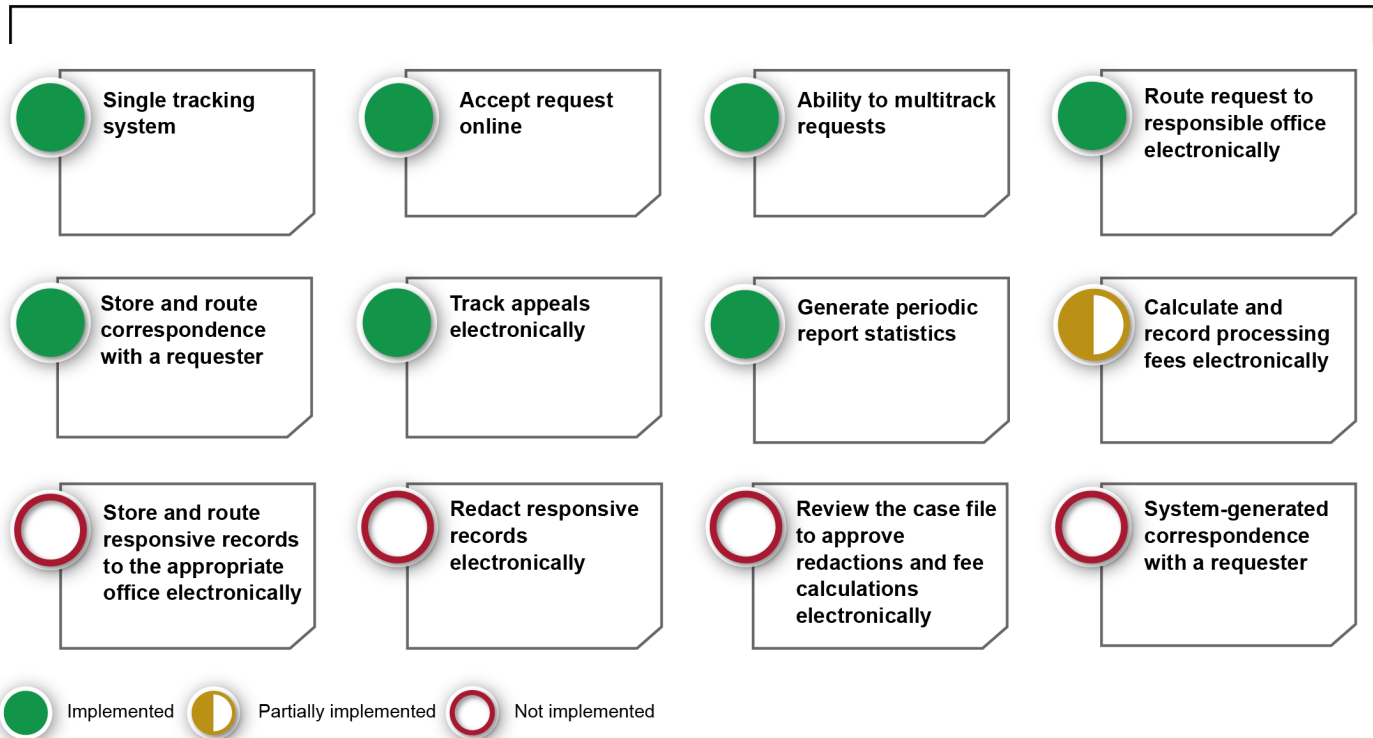 Single tracking
system
Accept request
online
Ability to multitrack
requests
Route request to
responsible office
electronically
Store and route
correspondence
with a requester
Track appeals
electronically
Generate periodic
report statistics
Calculate and
record processing
fees electronically
Store and route
responsive records
to the appropriate
office electronically
Redact responsive
records
electronically
Review the case file
to approve
redactions and fee
calculations
electronically
System-generated
correspondence
with a requester
Implemented
Partially implemented
Not implemented